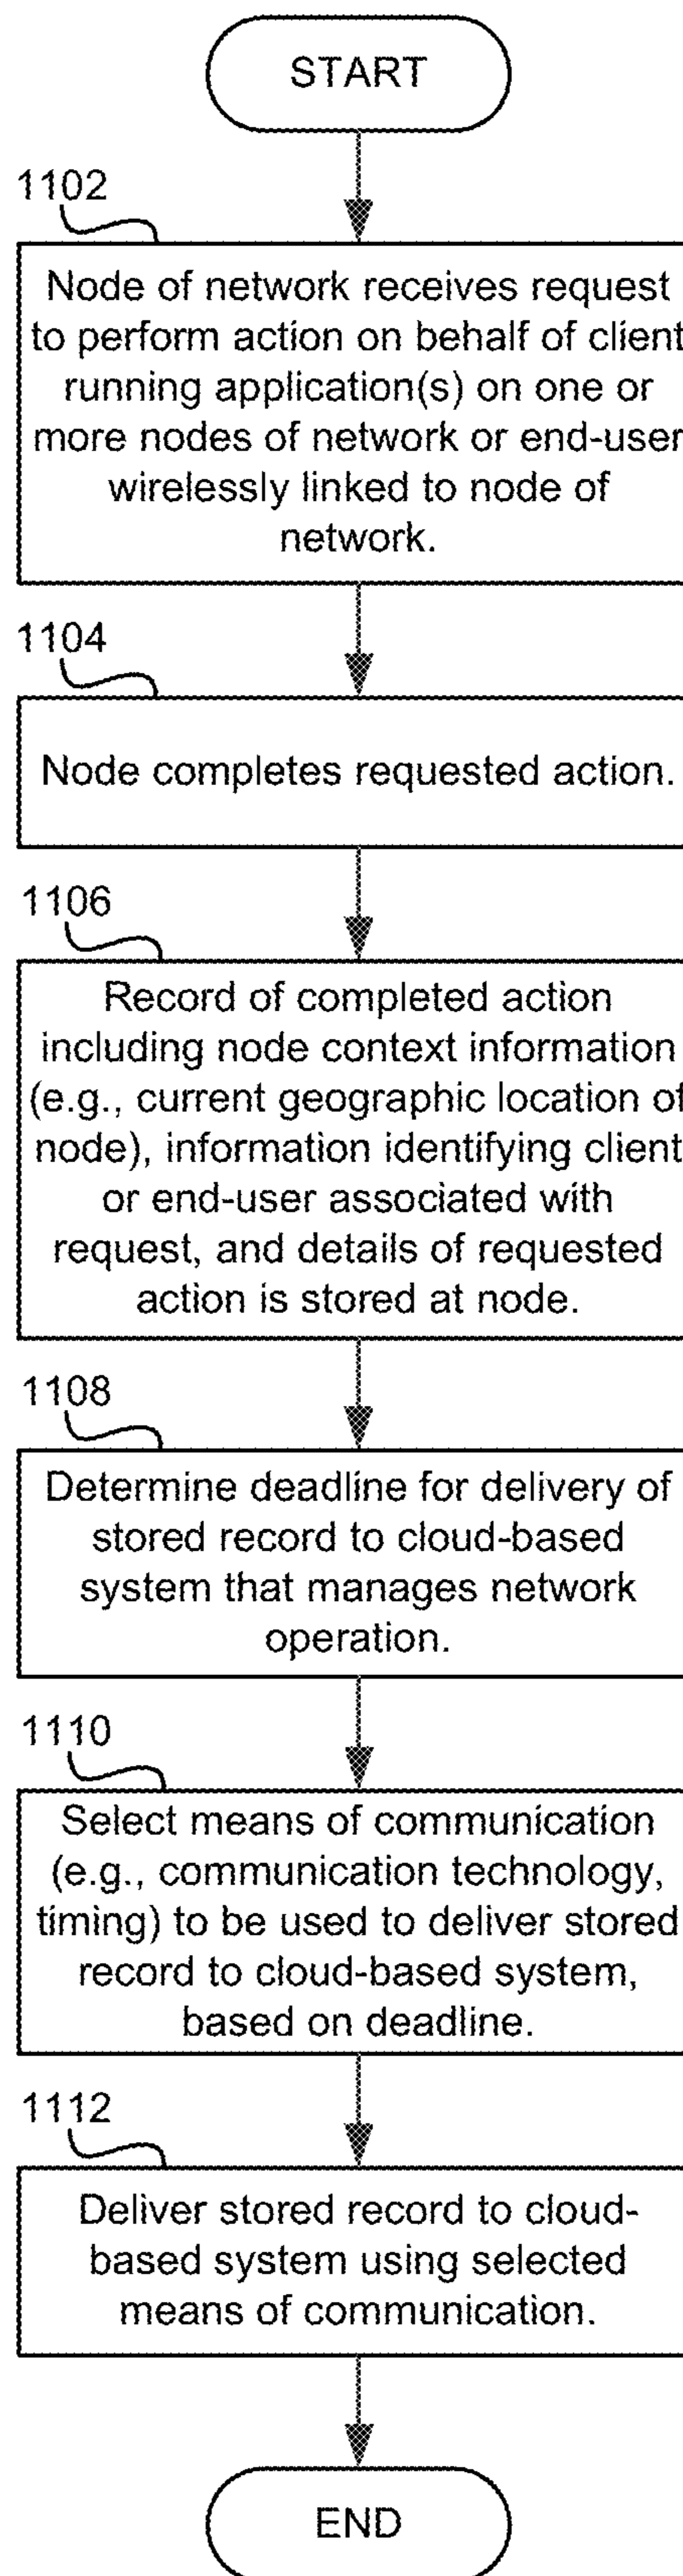 START
1102
Node of network receives request
to perform action on behalf of client
running application(s) on one or
more nodes of network or end-user
wirelessly linked to node of
network.
1104
Node completes requested action.
1106
Record of completed action
including node context information
(e.g., current geographic location of
node), information identifying client
or end-user associated with
request, and details of requested
action is stored at node.
1108
Determine deadline for delivery of
stored record to cloud-based
system that manages network
operation.
1110
Select means of communication
(e.g., communication technology,
timing) to be used to deliver stored
record to cloud-based system,
based on deadline.
1112
Deliver stored record to cloud-
based system using selected
means of communication.
END